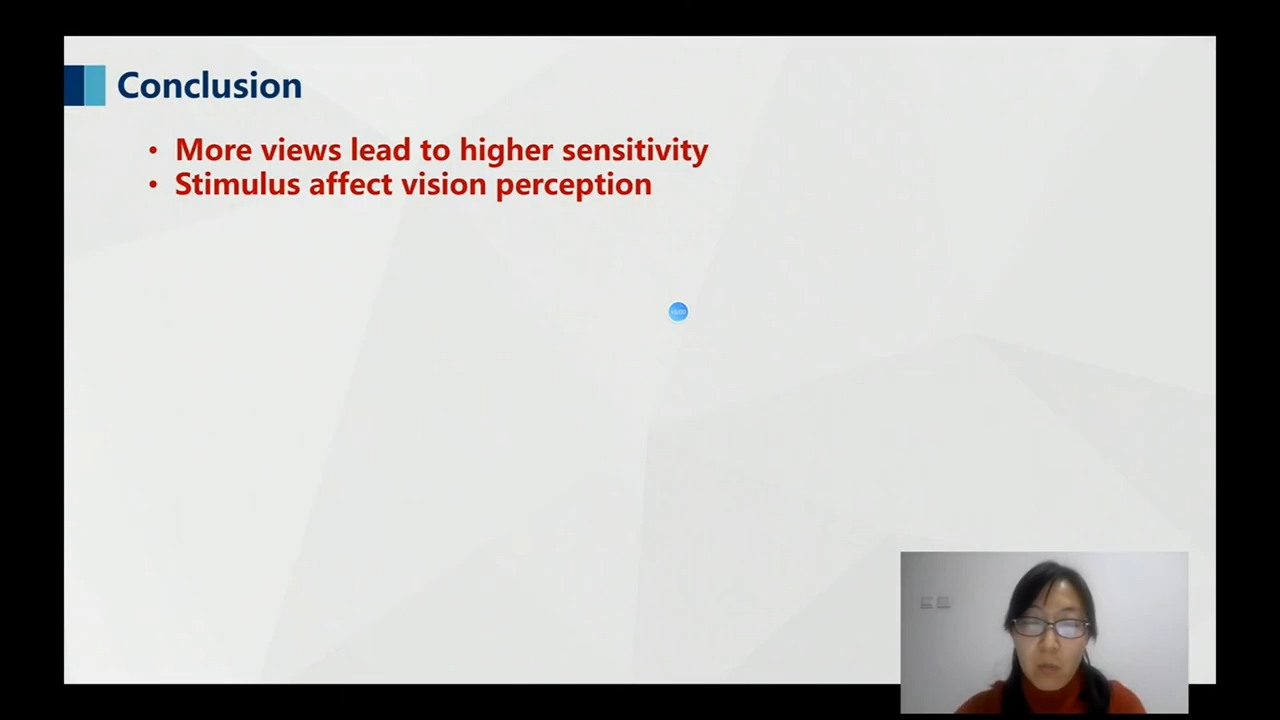 Conclusion
• More views lead to higher sensitivity
• Stimulus affect vision perception